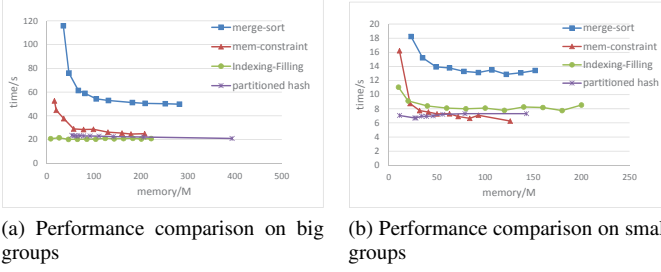 120
100
80
60
40
20
0
time/s
0 100 200 300 400 500
memory/M
merge-sort
mem-constraint
Indexing-Filling
partitioned hash
20
18
16
14
12
10
8
6
4
2
0
time/s
0 50 100 150 200 250
memory/M
merge-sort
mem-constraint
Indexing-Filling
partitioned hash
(a) Performance comparison on big
groups
(b) Performance comparison on small
groups